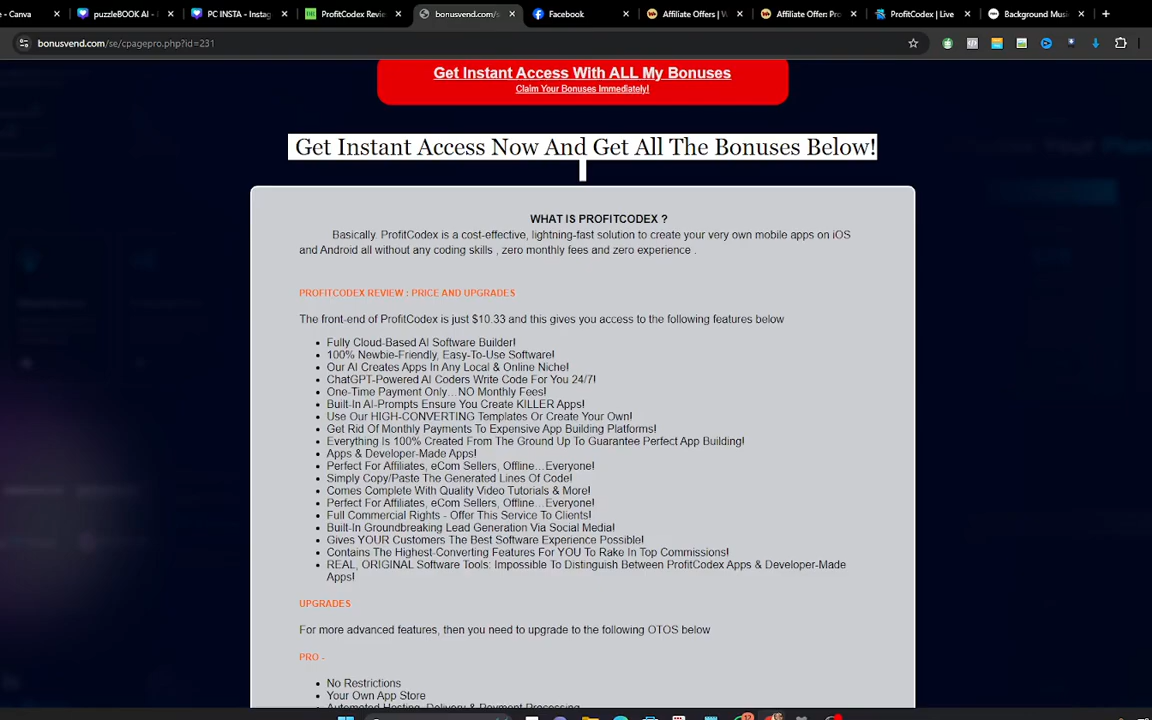 e - Canva
puzzleBOOK AI -
PC INSTA - Instag
ProfitCodex Revie
bonusvend.com/s
Facebook
Affiliate Offers | W
Affiliate Offer: Pro
ProfitCodex | Live
Background Musi
bonusvend.com/se/cpagepro.php?id=231
Get Instant Access With ALL My Bonuses
Claim Your Bonuses Immediately!
Get Instant Access Now And Get All The Bonuses Below!
WHAT IS PROFITCODEX ?
Basically ProfitCodex is a cost-effective, lightning-fast solution to create your very own mobile apps on iOS
and Android all without any coding skills , zero monthly fees and zero experience .
PROFITCODEX REVIEW : PRICE AND UPGRADES
The front-end of ProfitCodex is just $10.33 and this gives you access to the following features below
Fully Cloud-Based AI Software Builder!
100% Newbie-Friendly, Easy-To-Use Software!
Our AI Creates Apps In Any Local & Online Niche!
ChatGPT-Powered AI Coders Write Code For You 24/7!
One-Time Payment Only…NO Monthly Fees!
Built-In AI-Prompts Ensure You Create KILLER Apps!
Use Our HIGH-CONVERTING Templates Or Create Your Own!
Get Rid Of Monthly Payments To Expensive App Building Platforms!
Everything Is 100% Created From The Ground Up To Guarantee Perfect App Building!
Apps & Developer-Made Apps!
Perfect For Affiliates, eCom Sellers, Offline…Everyone!
Simply Copy/Paste The Generated Lines Of Code!
Comes Complete With Quality Video Tutorials & More!
Perfect For Affiliates, eCom Sellers, Offline…Everyone!
Full Commercial Rights - Offer This Service To Clients!
Built-In Groundbreaking Lead Generation Via Social Media!
Gives YOUR Customers The Best Software Experience Possible!
Contains The Highest-Converting Features For YOU To Rake In Top Commissions!
REAL, ORIGINAL Software Tools: Impossible To Distinguish Between ProfitCodex Apps & Developer-Made
Apps!
UPGRADES
For more advanced features, then you need to upgrade to the following OTOS below
PRO -
No Restrictions
Your Own App Store
Automated Hosting, Delivery & Payment Processing